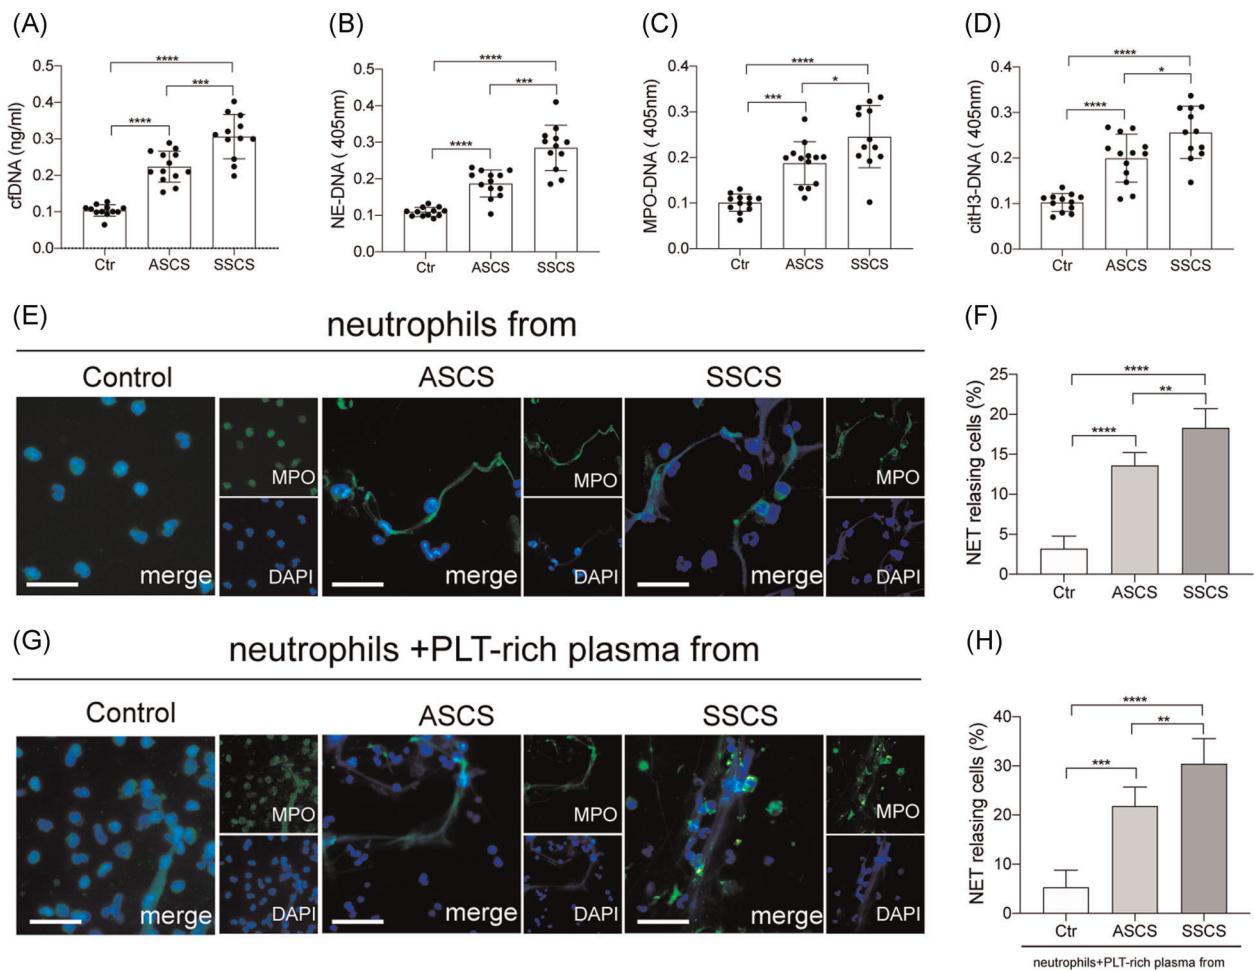 (A)
****
***
****
cfDNA (ng/ml)
0.5
0.4
0.3
0.2
0.1
0.0
Ctr ASCS SSCS
(B)
****
***
****
NE-DNA ( 405nm)
0.5
0.4
0.3
0.2
0.1
0.0
Ctr ASCS SSCS
(C)
****
*
***
MPO-DNA ( 405nm)
0.4
0.3
0.2
0.1
0.0
Ctr ASCS SSCS
(D)
****
*
****
citH3-DNA ( 405nm)
0.4
0.3
0.2
0.1
0.0
Ctr ASCS SSCS
(E)
neutrophils from
Control ASCS SSCS
merge MPO DAPI
merge MPO DAPI
merge MPO DAPI
(F)
****
**
****
NET relasing cells (%)
25
20
15
10
5
0
Ctr ASCS SSCS
(G)
neutrophils +PLT-rich plasma from
Control ASCS SSCS
merge MPO DAPI
merge MPO DAPI
merge MPO DAPI
(H)
****
**
***
NET relasing cells (%)
40
30
20
10
0
Ctr ASCS SSCS
neutrophils+PLT-rich plasma from